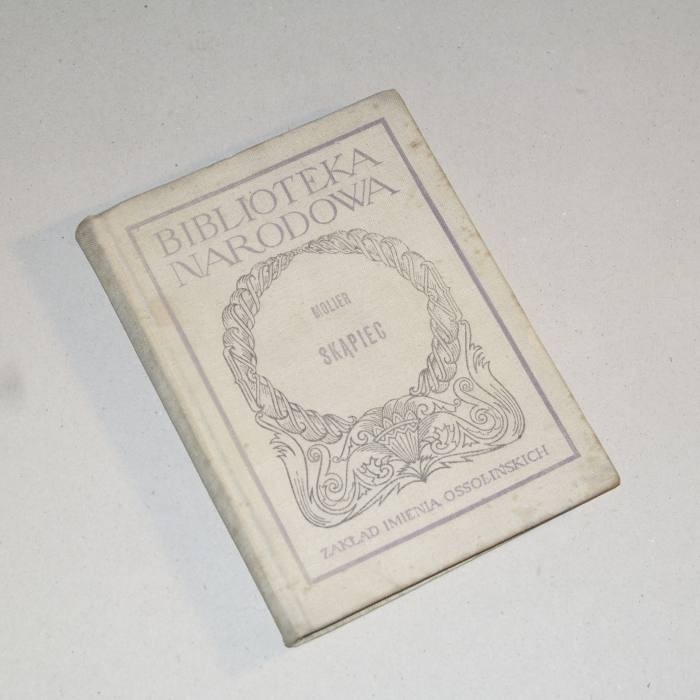 BIBLIOTEKA
NARODOWA
MOLIER
SKĄPIEC
ZAKŁAD IMIENIA OSSOLIŃSKICH